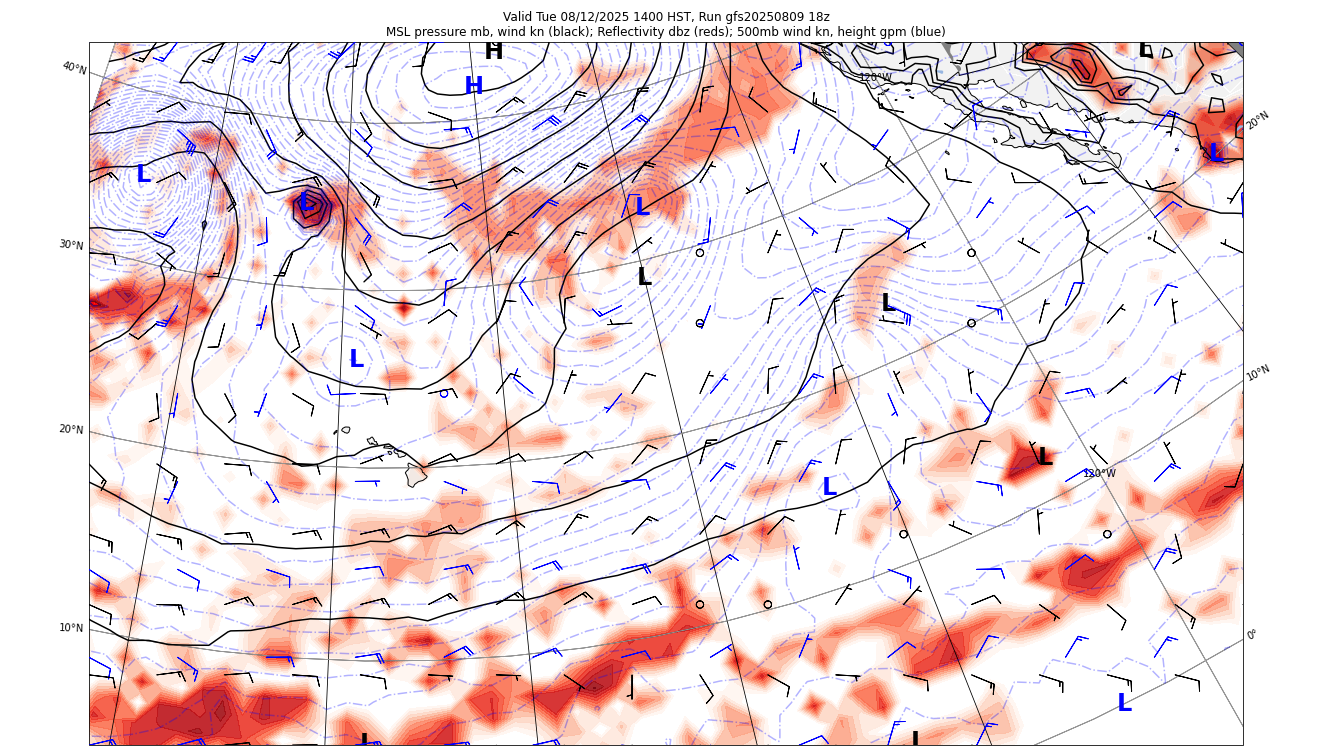 Valid Tue 08/12/2025 1400 HST, Run gfs20250809 18z
MSL pressure mb, wind kn (black); Reflectivity dbz (reds); 500mb wind kn, height gpm (blue)
H
L
40°N
120°W
H
20°N
L
L
L
L
30°N
L
L
L
10°N
20°N
L
120°W
L
10°N
0°
L
L
L